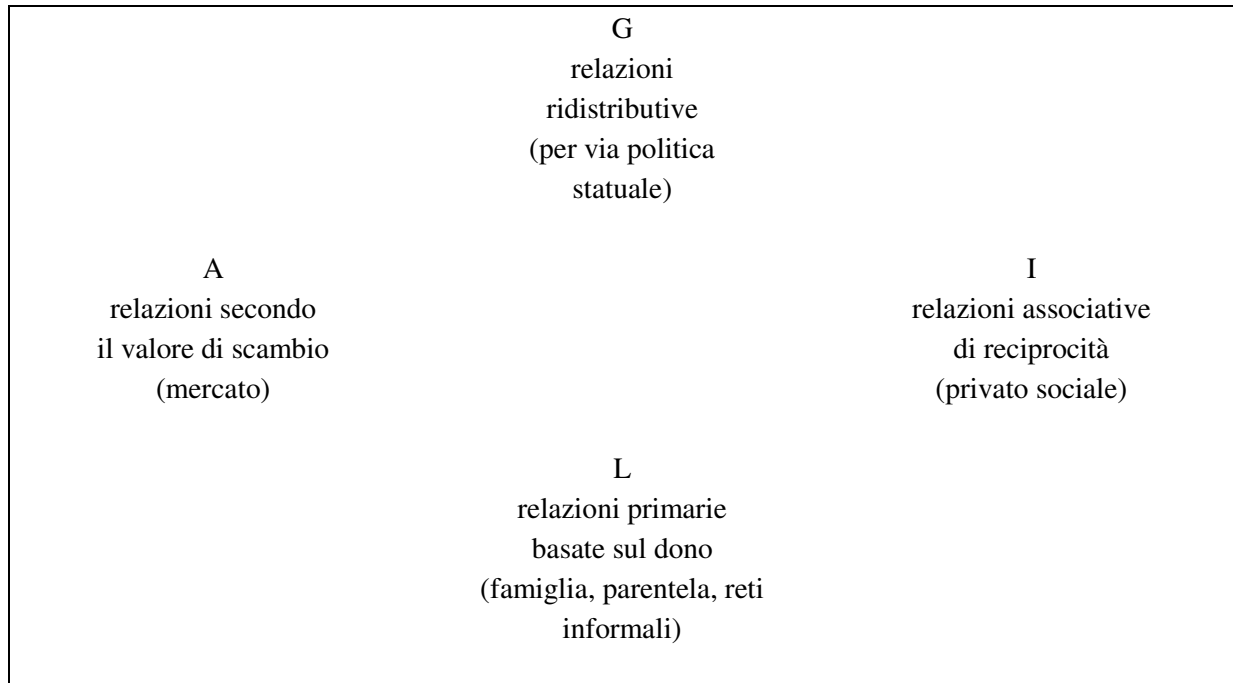 G
relazioni
ridistributive
(per via politica
statuale)
A
relazioni secondo
il valore di scambio
(mercato)
I
relazioni associative
di reciprocità
(privato sociale)
L
relazioni primarie
basate sul dono
(famiglia, parentela, reti
informali)